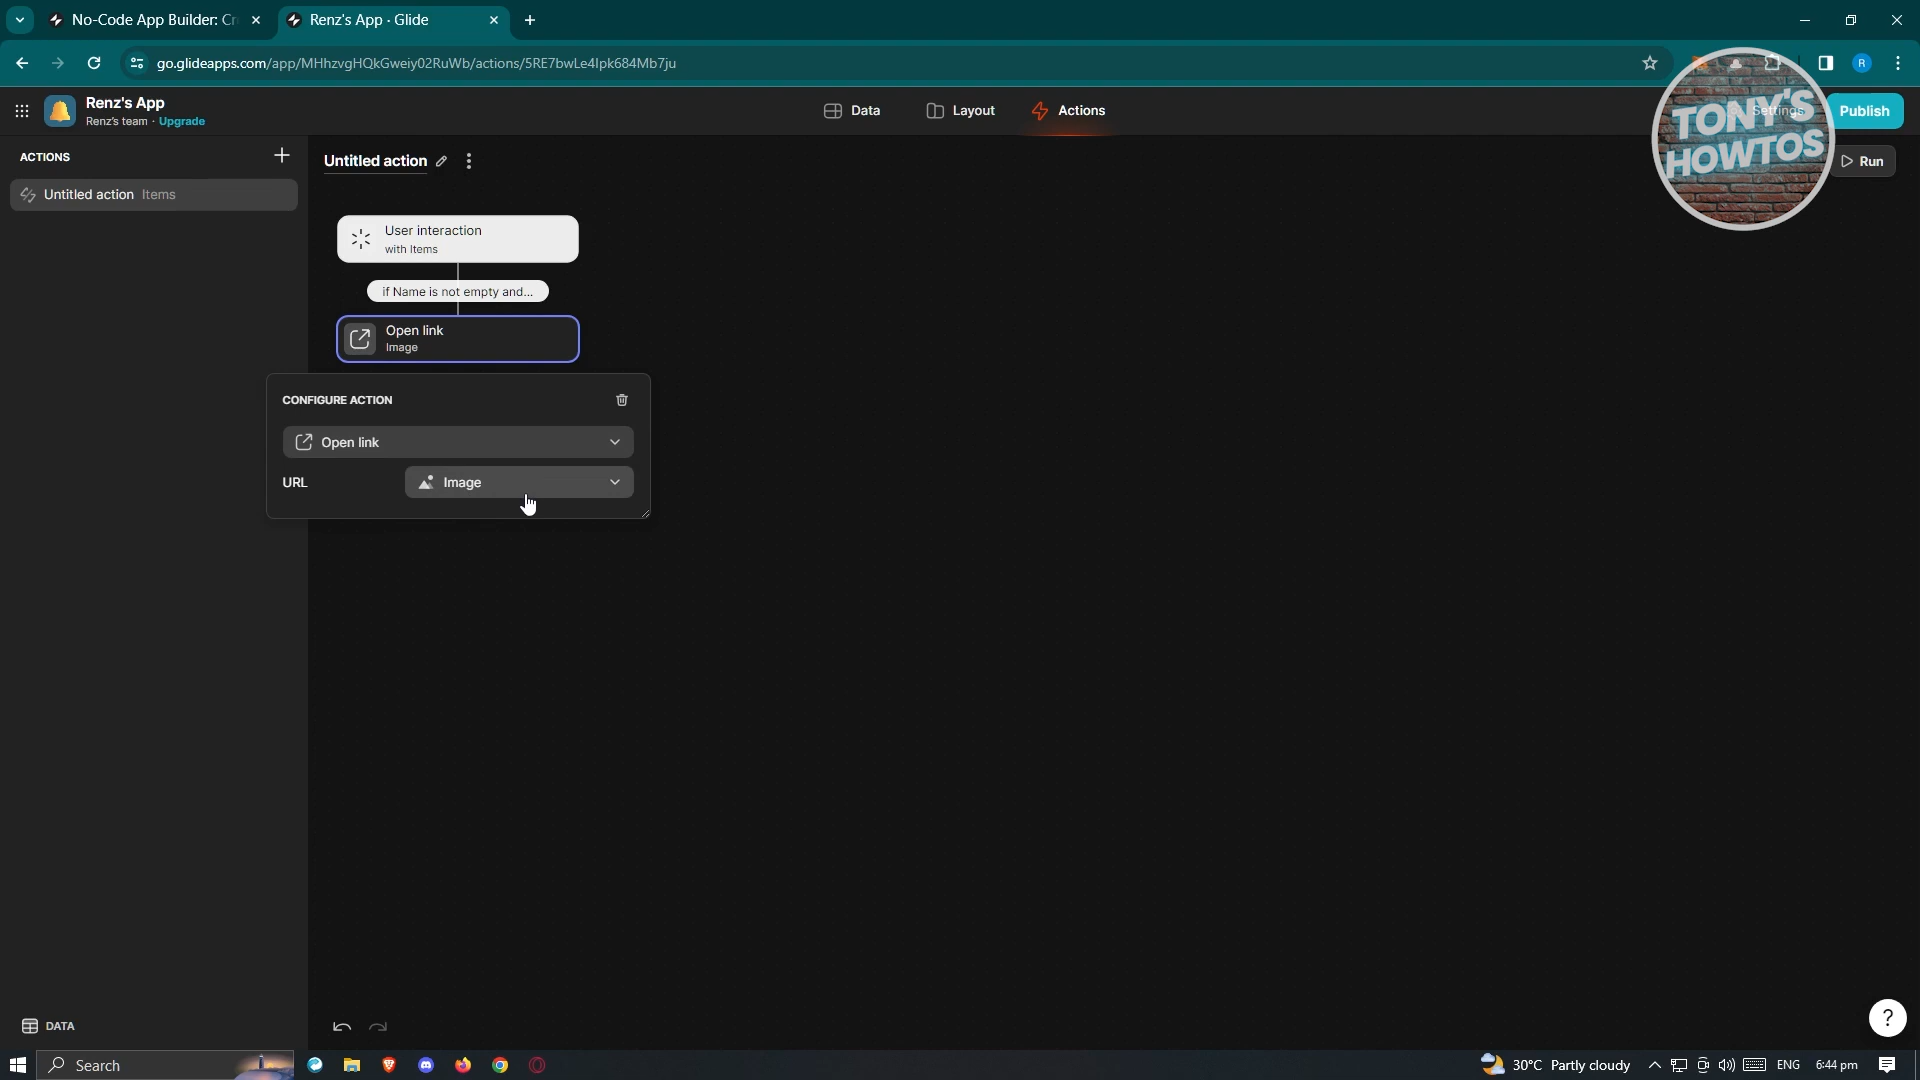 No-Code App Builder: Cr
Renz's App · Glide
go.glideapps.com/app/MHhzvgHQkGweiy02RuWb/actions/5RE7bwLe4lpk684Mb7ju
R
Renz's App
Renz's team · Upgrade
Data
Layout
Actions
Settings
Publish
TONY'S
HOWTOS
ACTIONS
Untitled action
Run
Untitled action Items
User interaction
with Items
if Name is not empty and...
Open link
Image
CONFIGURE ACTION
Open link
URL
Image
DATA
?
Search
30°C Partly cloudy
ENG
6:44 pm